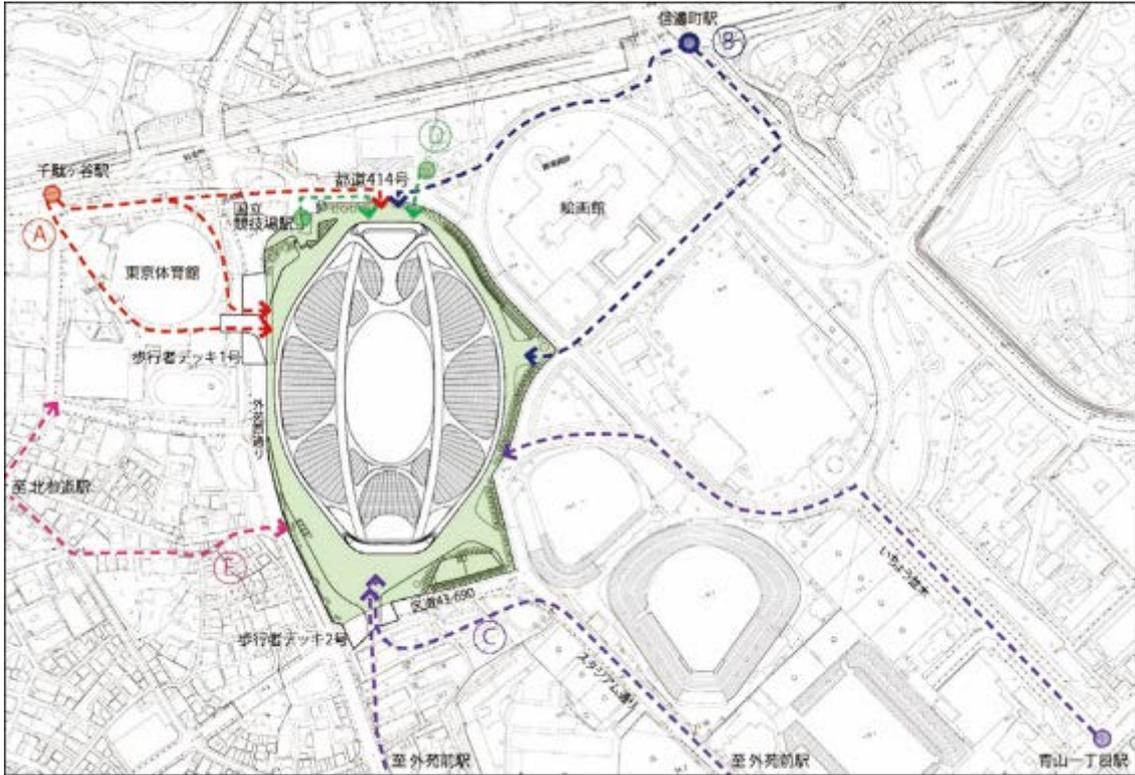 信濃町駅
B
D
千駄ヶ谷駅
都道414号
国立
競技場駅
絵画館
A
東京体育館
歩行者デッキ1号
外苑西通り
至 北参道駅
E
いちょう並木
区道43-690
歩行者デッキ2号
C
スタジアム通り
至 外苑前駅
至 外苑前駅
青山一丁目駅